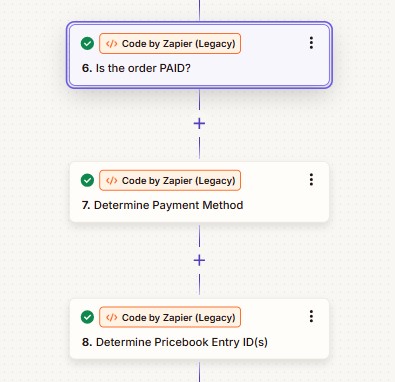 Code by Zapier (Legacy)
6. Is the order PAID?
Code by Zapier (Legacy)
7. Determine Payment Method
Code by Zapier (Legacy)
8. Determine Pricebook Entry ID(s)